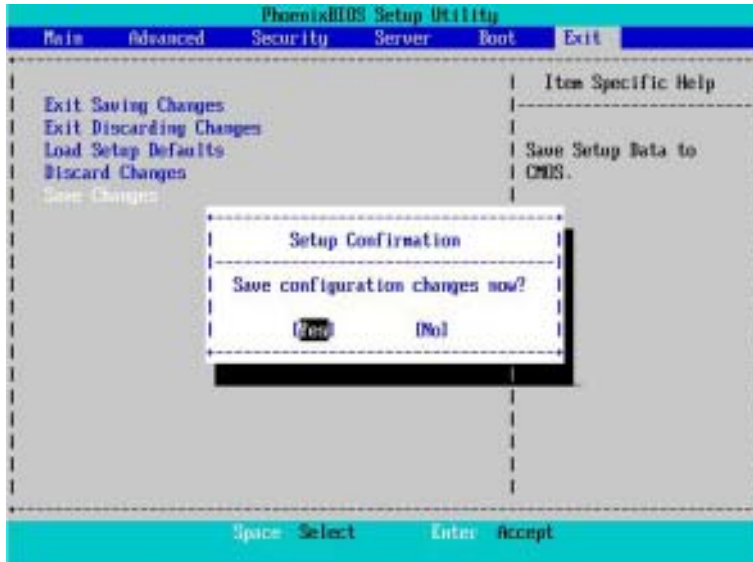 PhoenixBIOS Setup Utility
Main Advanced Security Server Boot Exit
Item Specific Help
Exit Saving Changes
Exit Discarding Changes
Load Setup Defaults
Discard Changes
Save Changes
Save Setup Data to
CMOS.
Setup Confirmation
Save configuration changes now?
[Yes] [No]
Space Select Enter Accept